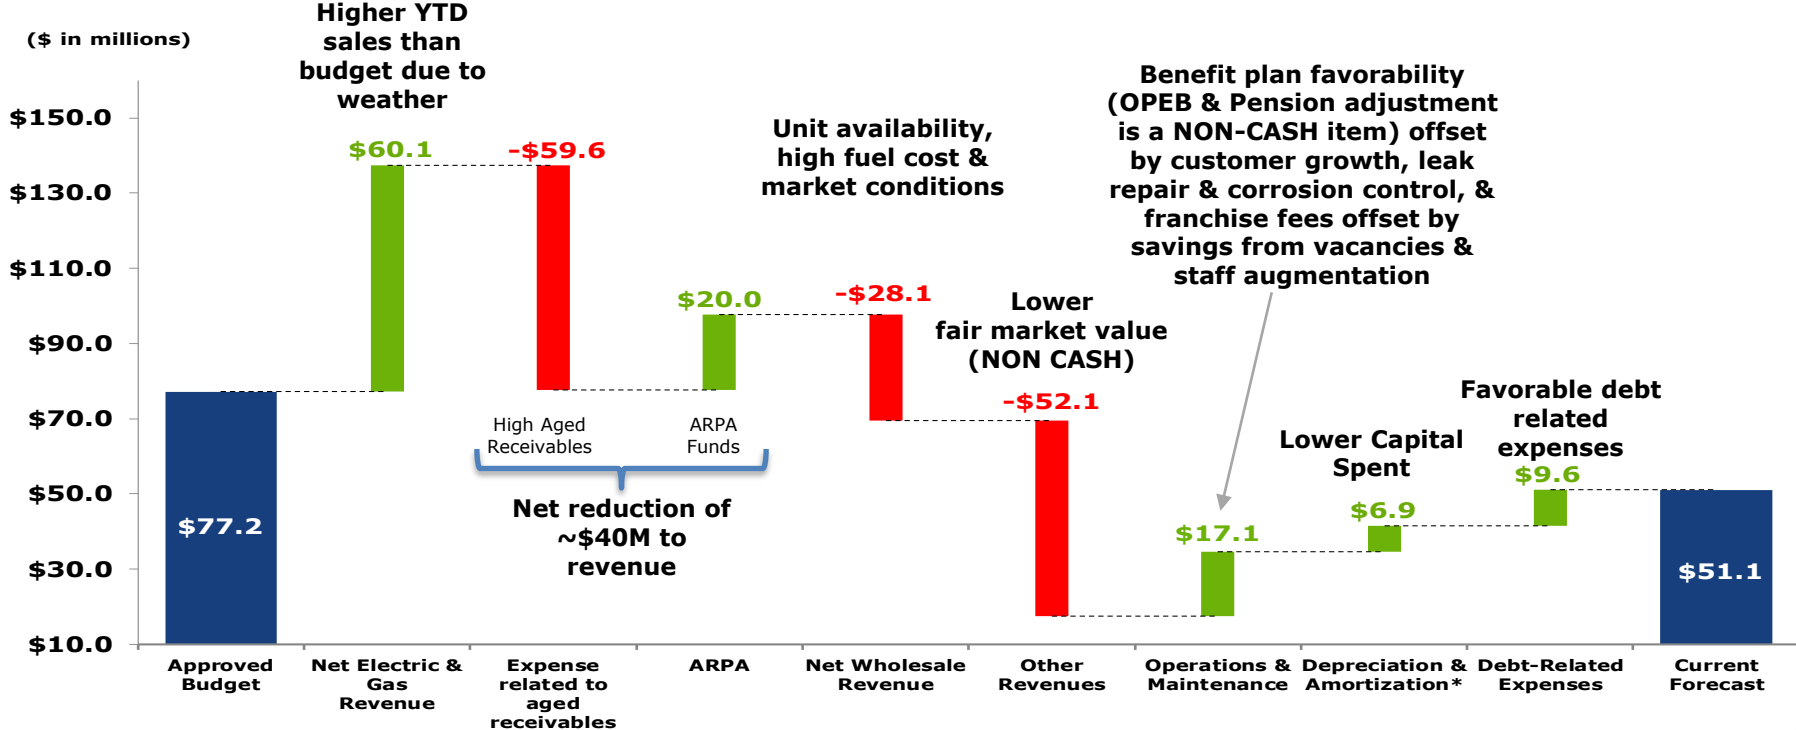 ($ in millions)
$150.0
$130.0
$110.0
$90.0
$70.0
$50.0
$30.0
$10.0
Higher YTD
sales than
budget due to
weather
$60.1
-$59.6
High Aged
Receivables
$20.0
ARPA
Funds
Net reduction of
~$40M to
revenue
Unit availability,
high fuel cost &
market conditions
-$28.1
Lower
fair market value
(NON CASH)
-$52.1
Benefit plan favorability
(OPEB & Pension adjustment
is a NON-CASH item) offset
by customer growth, leak
repair & corrosion control, &
franchise fees offset by
savings from vacancies &
staff augmentation
$17.1
Lower Capital
Spent
$6.9
Favorable debt
related
expenses
$9.6
$77.2
$51.1
Approved
Budget
Net Electric &
Gas
Revenue
Expense
related to
aged
receivables
ARPA
Net Wholesale
Revenue
Other
Revenues
Operations &
Maintenance
Depreciation &
Amortization*
Debt-Related
Expenses
Current
Forecast